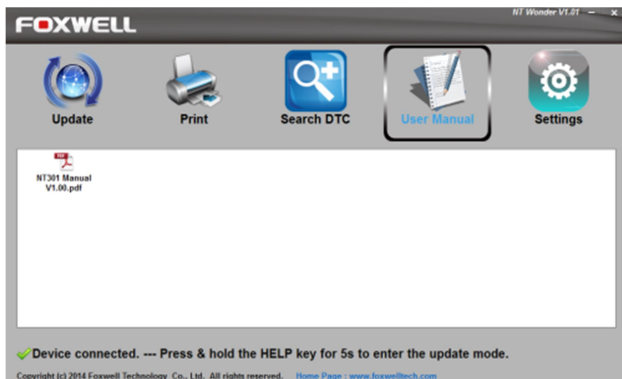 NT Wonder V1.01
FOXWELL
Update
Print
Search DTC
User Manual
Settings
NT301 Manual
V1.00.pdf
Device connected. --- Press & hold the HELP key for 5s to enter the update mode.
Copyright (c) 2014 Foxwell Technology Co., Ltd. All rights reserved. Home Page : www.foxwelltech.com